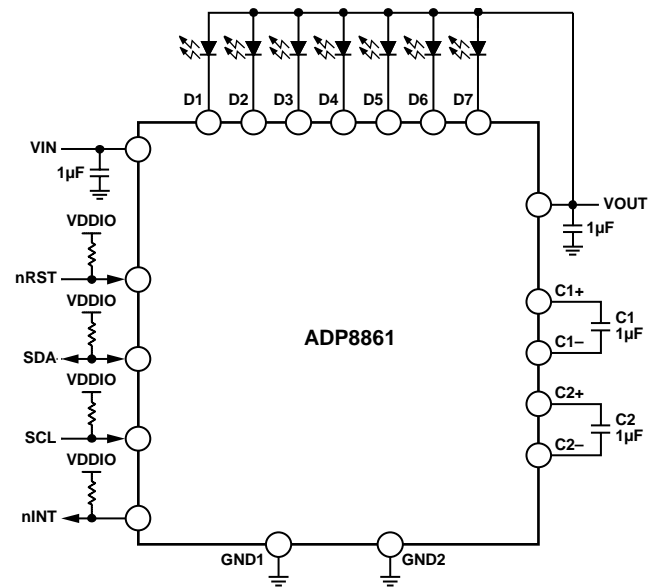 D1 D2 D3 D4 D5 D6 D7
VIN
1µF
VOUT
1µF
VDDIO
nRST
C1+
C1
1µF
C1–
VDDIO
SDA
ADP8861
VDDIO
SCL
C2+
C2
1µF
C2–
VDDIO
nINT
GND1 GND2